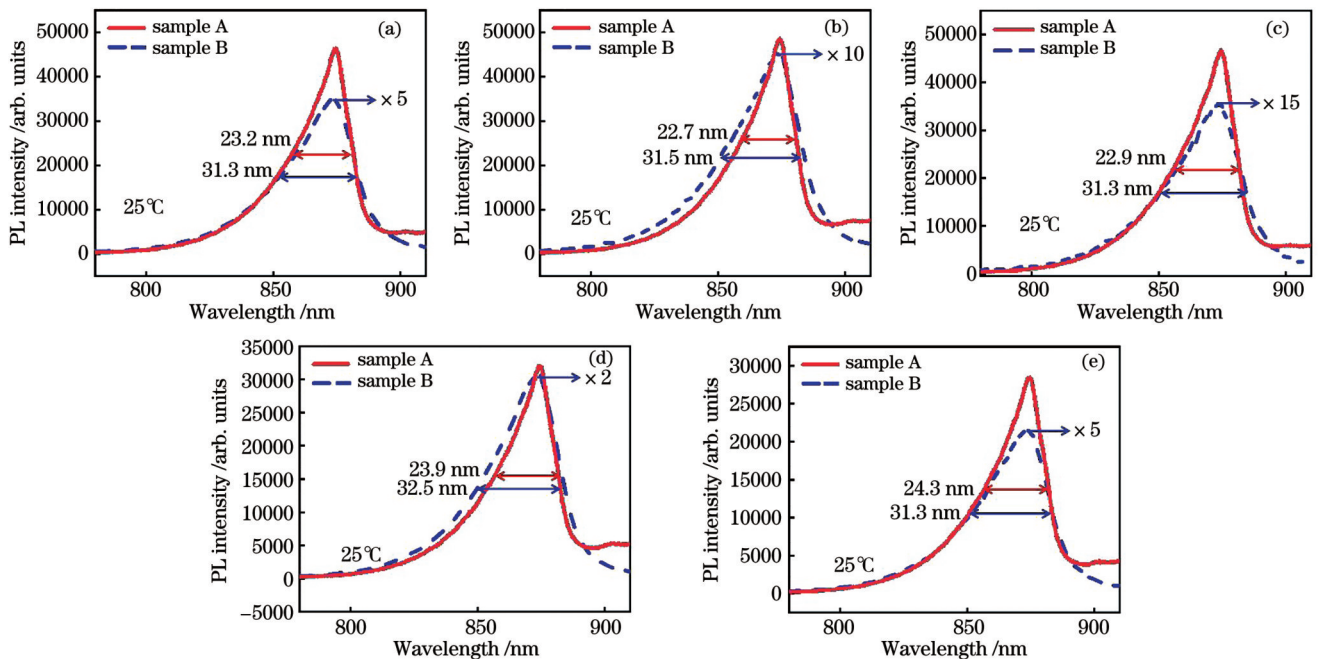 (a)
sample A
sample B
× 5
23.2 nm
31.3 nm
25℃
50000
40000
30000
20000
10000
0
800
850
900
PL intensity /arb. units
Wavelength /nm
(b)
sample A
sample B
× 10
22.7 nm
31.5 nm
25℃
50000
40000
30000
20000
10000
0
800
850
900
PL intensity /arb. units
Wavelength /nm
(c)
sample A
sample B
× 15
22.9 nm
31.3 nm
25℃
50000
40000
30000
20000
10000
0
800
850
900
PL intensity /arb. units
Wavelength /nm
(d)
sample A
sample B
× 2
23.9 nm
32.5 nm
25℃
35000
30000
25000
20000
15000
10000
5000
0
−5000
800
850
900
PL intensity /arb. units
Wavelength /nm
(e)
sample A
sample B
× 5
24.3 nm
31.3 nm
25℃
30000
25000
20000
15000
10000
5000
0
800
850
900
PL intensity /arb. units
Wavelength /nm